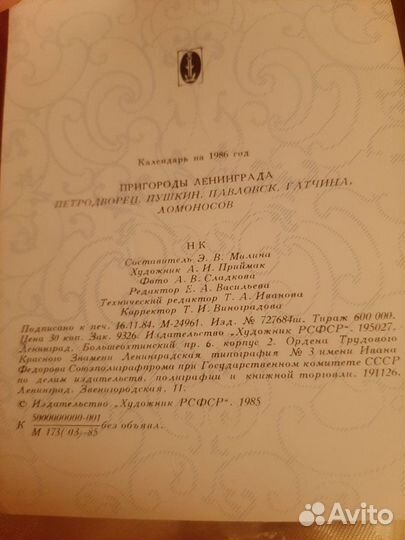 Календарь на 1986 год
ПРИГОРОДЫ ЛЕНИНГРАДА
ПЕТРОДВОРЕЦ, ПУШКИН, ПАВЛОВСК, ГАТЧИНА,
ЛОМОНОСОВ
НК
Составитель Э. В. Милина
Художник А. И. Приймак
Фото А. В. Сладкова
Редактор Е. А. Васильева
Технический редактор Т. А. Иванова
Корректор Т. И. Виноградова
Подписано к печ. 16.11.84. М-24961. Изд. № 727684ш. Тираж 600 000.
Цена 30 коп. Зак. 9326. Издательство „Художник РСФСР". 195027,
Ленинград, Большеохтинский пр. 6, корпус 2. Ордена Трудового
Красного Знамени Ленинградская типография № 3 имени Ивана
Федорова Союзполиграфпрома при Государственном комитете СССР
по делам издательств, полиграфии и книжной торговли. 191126,
Ленинград, Звенигородская, 11.
© Издательство „Художник РСФСР". 1985
К 5000000000-001
М 173(03)-85 без объявл.
Avito